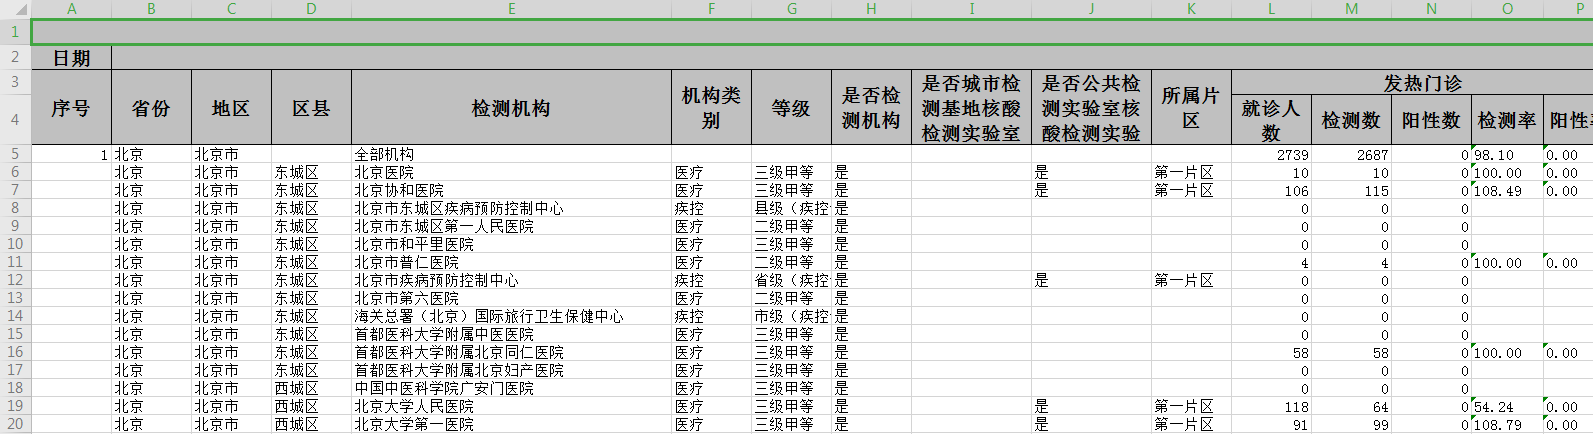 A B C D E F G H I J K L M N O P
1
2 日期
3 序号 省份 地区 区县 检测机构 机构类别 等级 是否检测机构 是否城市检测基地核酸检测实验室 是否公共检测实验室核酸检测实验 所属片区 发热门诊
4 就诊人数 检测数 阳性数 检测率 阳性
5 1 北京 北京市 全部机构 2739 2687 0 98.10 0.00
6 北京 北京市 东城区 北京医院 医疗 三级甲等 是 是 第一片区 10 10 0 100.00 0.00
7 北京 北京市 东城区 北京协和医院 医疗 三级甲等 是 是 第一片区 106 115 0 108.49 0.00
8 北京 北京市 东城区 北京市东城区疾病预防控制中心 疾控 县级（疾控 是 0 0 0
9 北京 北京市 东城区 北京市东城区第一人民医院 医疗 二级甲等 是 0 0 0
10 北京 北京市 东城区 北京市和平里医院 医疗 三级甲等 是 0 0 0
11 北京 北京市 东城区 北京市普仁医院 医疗 二级甲等 是 4 4 0 100.00 0.00
12 北京 北京市 东城区 北京市疾病预防控制中心 疾控 省级（疾控 是 是 第一片区 0 0 0
13 北京 北京市 东城区 北京市第六医院 医疗 二级甲等 是 0 0 0
14 北京 北京市 东城区 海关总署（北京）国际旅行卫生保健中心 疾控 市级（疾控 是 0 0 0
15 北京 北京市 东城区 首都医科大学附属中医医院 医疗 三级甲等 是 0 0 0
16 北京 北京市 东城区 首都医科大学附属北京同仁医院 医疗 三级甲等 是 58 58 0 100.00 0.00
17 北京 北京市 东城区 首都医科大学附属北京妇产医院 医疗 三级甲等 是 0 0 0
18 北京 北京市 西城区 中国中医科学院广安门医院 医疗 三级甲等 是 0 0 0
19 北京 北京市 西城区 北京大学人民医院 医疗 三级甲等 是 是 第一片区 118 64 0 54.24 0.00
20 北京 北京市 西城区 北京大学第一医院 医疗 三级甲等 是 是 第一片区 91 99 0 108.79 0.00